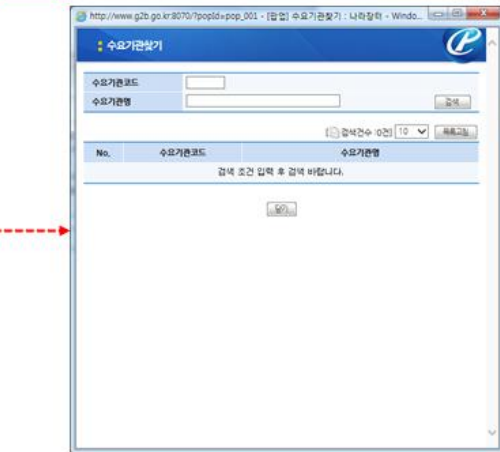 http://www.g2b.go.kr:8070/?popId=pop_001 - [팝업] 수요기관찾기 : 나라장터 - Windo...
수요기관찾기
수요기관코드
수요기관명 검색
[검색건수 :0건] 10 목록고침
No. 수요기관코드 수요기관명
검색 조건 입력 후 검색 바랍니다.
닫기